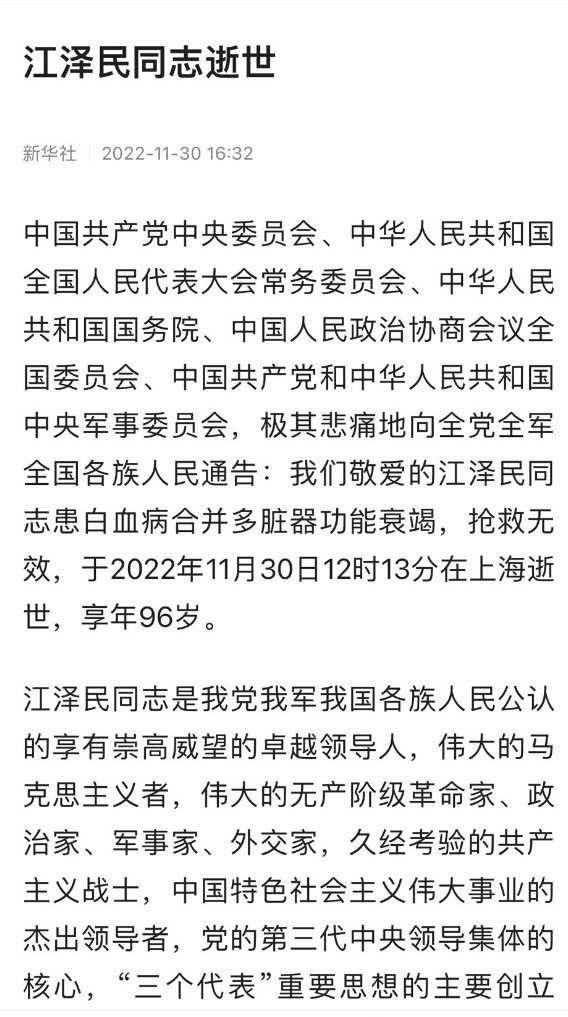 江泽民同志逝世
新华社 2022-11-30 16:32
中国共产党中央委员会、中华人民共和国
全国人民代表大会常务委员会、中华人民
共和国国务院、中国人民政治协商会议全
国委员会、中国共产党和中华人民共和国
中央军事委员会，极其悲痛地向全党全军
全国各族人民通告：我们敬爱的江泽民同
志患白血病合并多脏器功能衰竭，抢救无
效，于2022年11月30日12时13分在上海逝
世，享年96岁。
江泽民同志是我党我军我国各族人民公认
的享有崇高威望的卓越领导人，伟大的马
克思主义者，伟大的无产阶级革命家、政
治家、军事家、外交家，久经考验的共产
主义战士，中国特色社会主义伟大事业的
杰出领导者，党的第三代中央领导集体的
核心，“三个代表”重要思想的主要创立